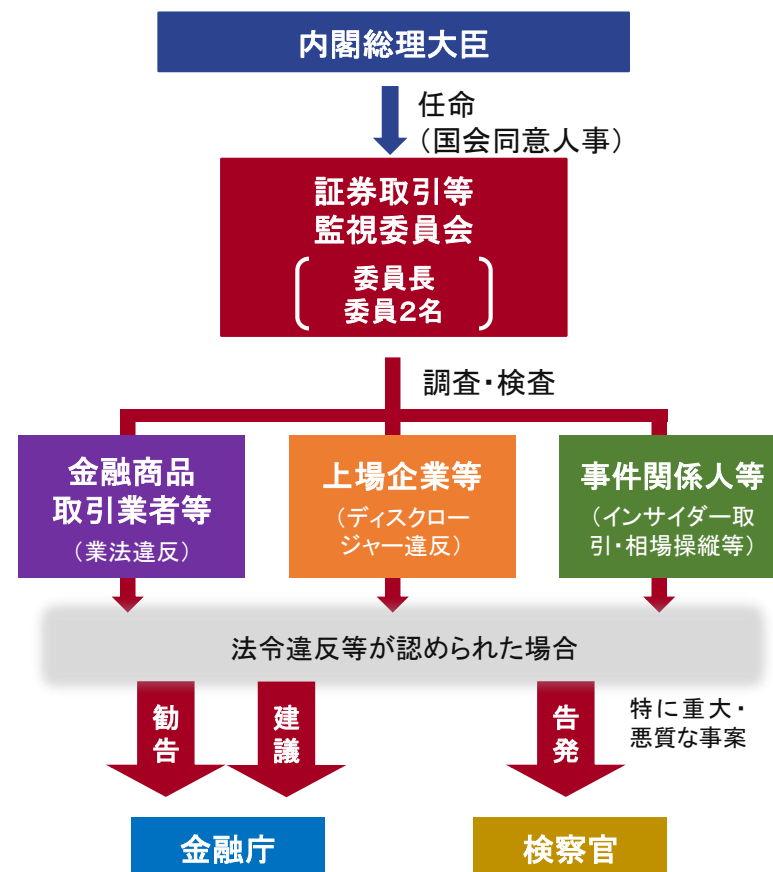 内閣総理大臣
任命
（国会同意人事）
証券取引等
監視委員会
委員長
委員２名
調査・検査
金融商品
取引業者等
（業法違反）
上場企業等
（ディスクロー
ジャー違反）
事件関係人等
（インサイダー取
引・相場操縦等）
法令違反等が認められた場合
勧告
建議
告発
特に重大・
悪質な事案
金融庁
検察官